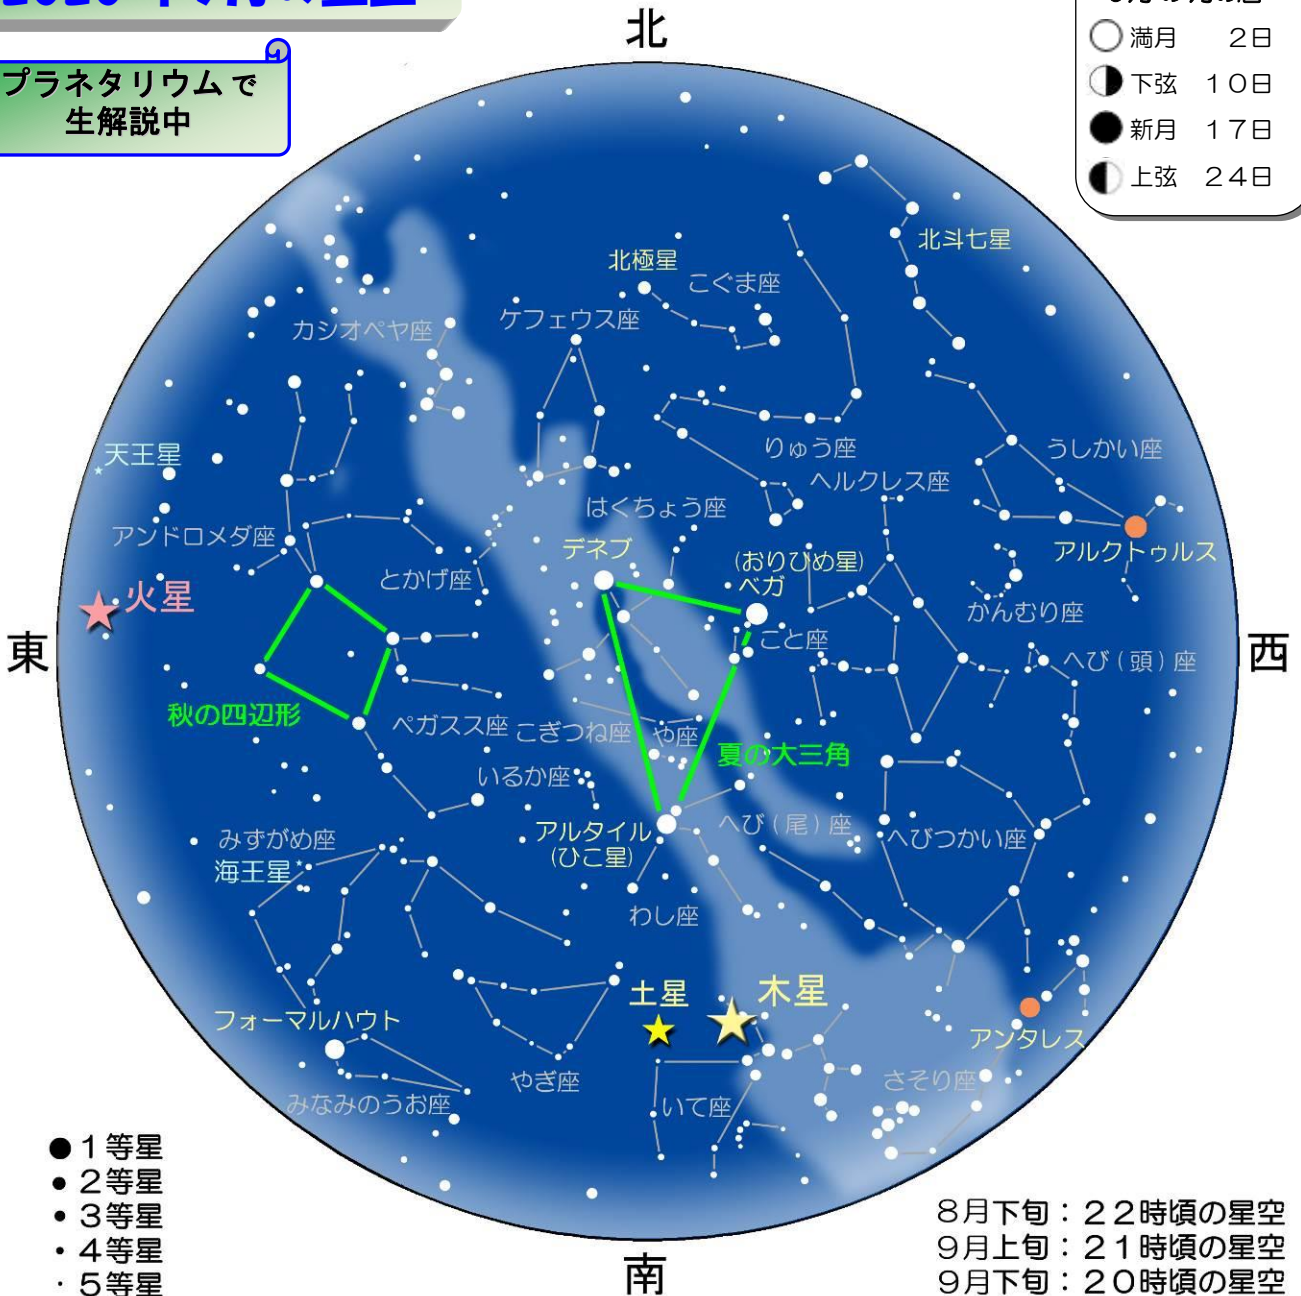 北
満月 2日
下弦 10日
新月 17日
上弦 24日
プラネタリウムで
生解説中
北斗七星
北極星
こぐま座
カシオペヤ座
ケフェウス座
りゅう座
うしかい座
天王星
ヘルクレス座
はくちょう座
アンドロメダ座
デネブ
アルクトゥルス
(おりひめ星)
ベガ
とかげ座
火星
かんむり座
こと座
東
西
へび(頭)座
秋の四辺形
ペガスス座
こぎつね座
や座
夏の大三角
いるか座
みずがめ座
アルタイル
(ひこ星)
へび(尾)座
へびつかい座
海王星
わし座
土星
木星
フォーマルハウト
アンタレス
やぎ座
さそり座
みなみのうお座
いて座
●1等星
●2等星
●3等星
・4等星
・5等星
8月下旬：22時頃の星空
9月上旬：21時頃の星空
9月下旬：20時頃の星空
南